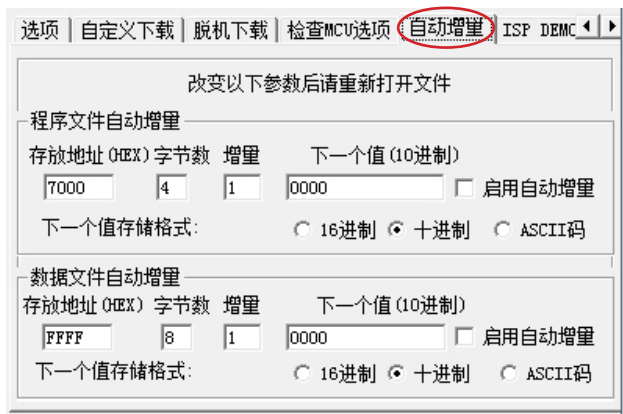 选项 自定义下载 脱机下载 检查MCU选项 自动增量 ISP DEMO
改变以下参数后请重新打开文件
程序文件自动增量
存放地址(HEX) 字节数 增量 下一个值(10进制)
7000 4 1 0000 启用自动增量
下一个值存储格式: 16进制 十进制 ASCII码
数据文件自动增量
存放地址(HEX) 字节数 增量 下一个值(10进制)
FFFF 8 1 0000 启用自动增量
下一个值存储格式: 16进制 十进制 ASCII码